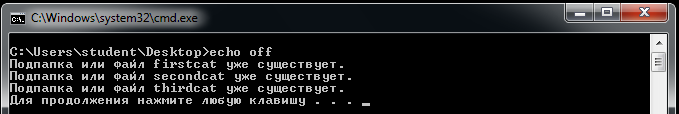 C:\Windows\system32\cmd.exe
C:\Users\student\Desktop>echo off
Подпапка или файл firstcat уже существует.
Подпапка или файл secondcat уже существует.
Подпапка или файл thirdcat уже существует.
Для продолжения нажмите любую клавишу . . . _